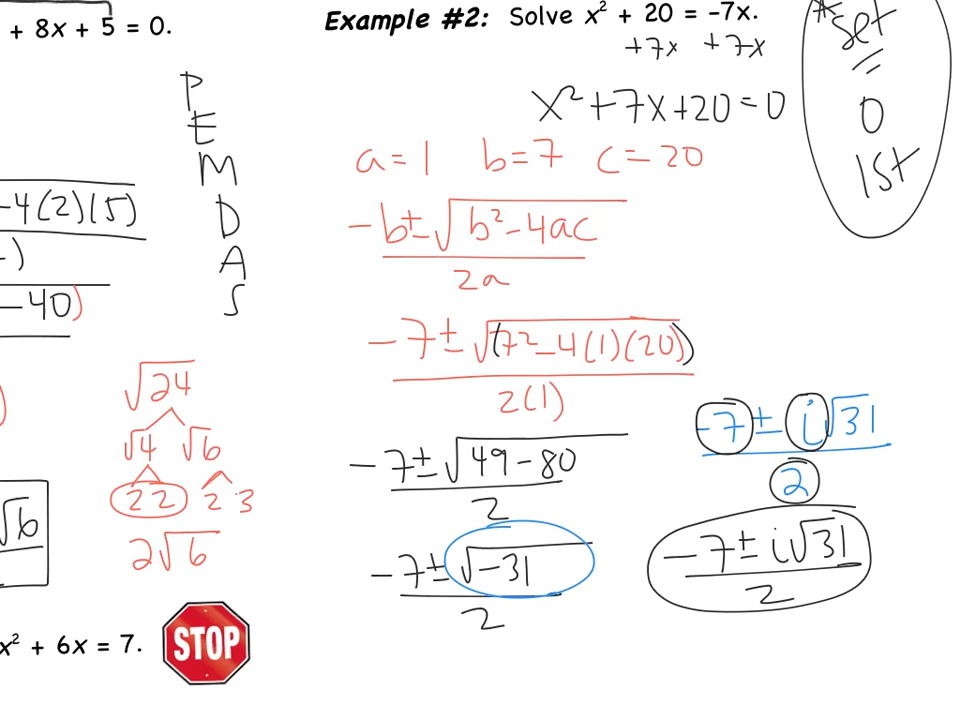 + 8x + 5 = 0.
P
E
M
D
A
S
-4(2)(5)
-)
-40)
)
√24
√4 √6
2 2 2·3
2√6
√6
x² + 6x = 7.
STOP
Example #2: Solve x² + 20 = -7x.
+7x +7x
x² + 7x + 20 = 0
a = 1 b = 7 c = 20
-b ± √b² - 4ac
2a
-7 ± √(7² - 4(1)(20))
2(1)
-7 ± √49 - 80
2
-7 ± √-31
2
-7 ± i√31
2
-7 ± i√31
2
*Set
=
0
1st